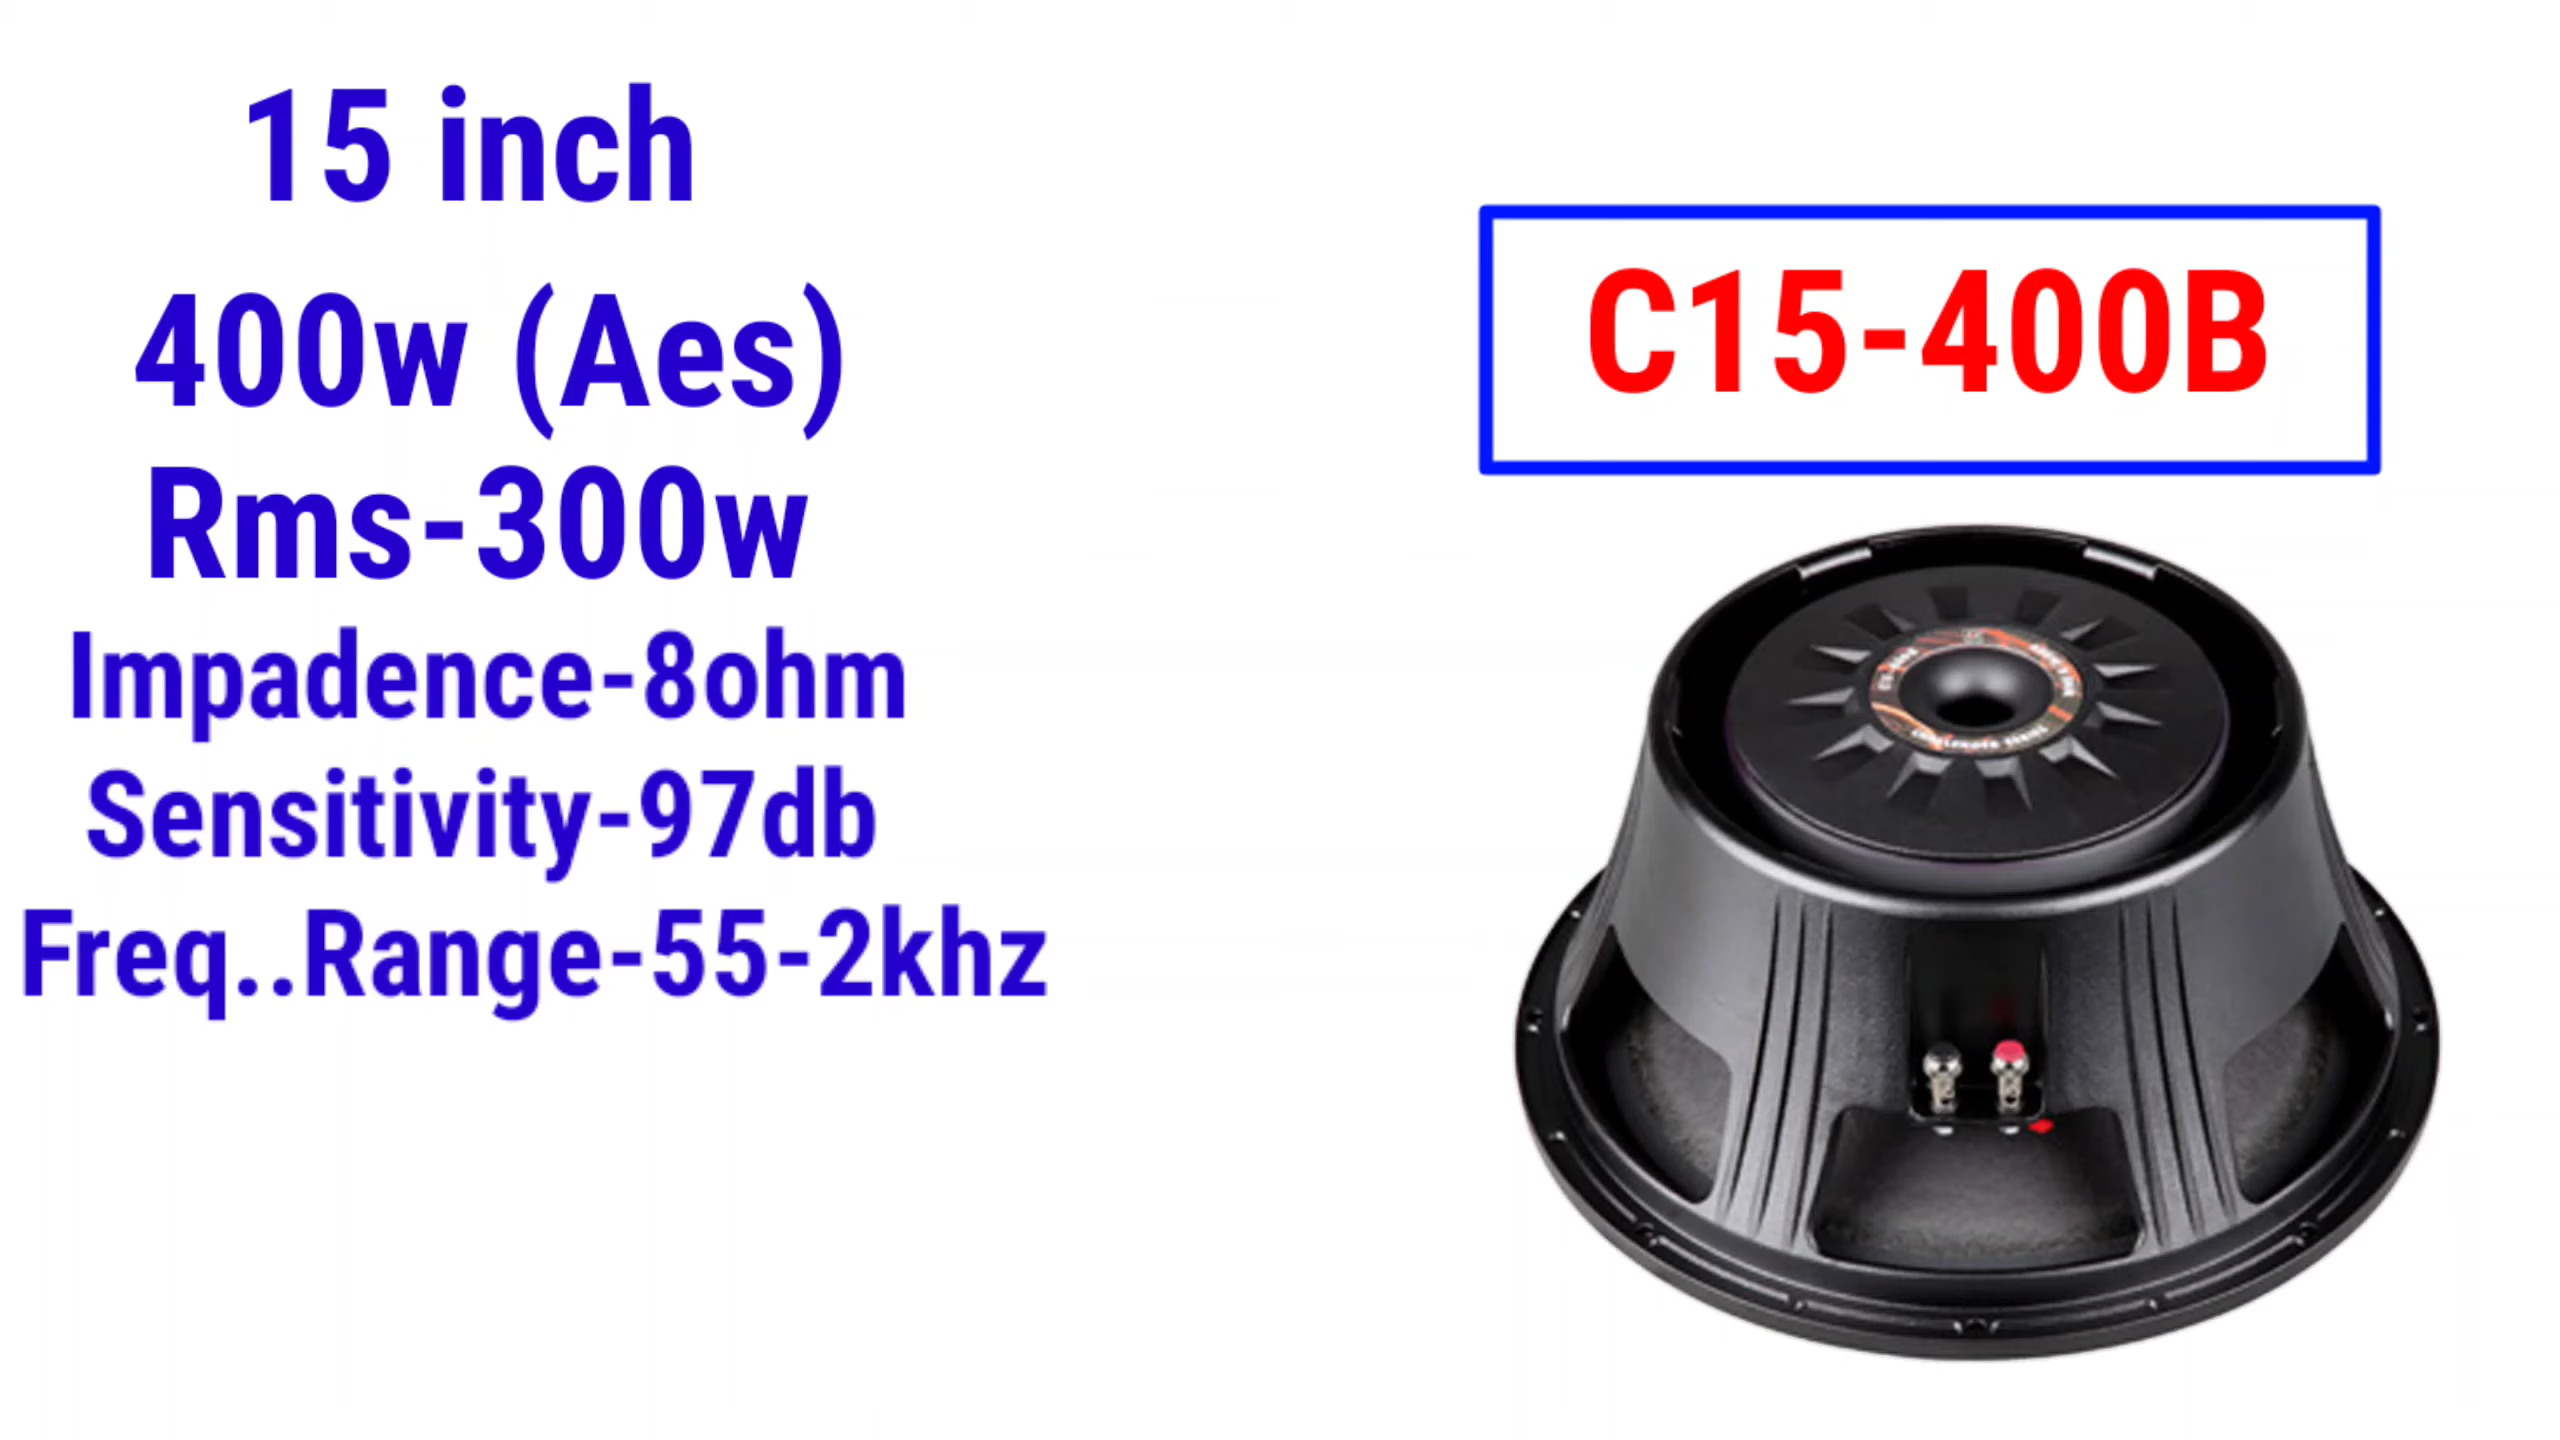 15 inch
400w (Aes)
Rms-300w
Impadence-8ohm
Sensitivity-97db
Freq..Range-55-2khz
C15-400B